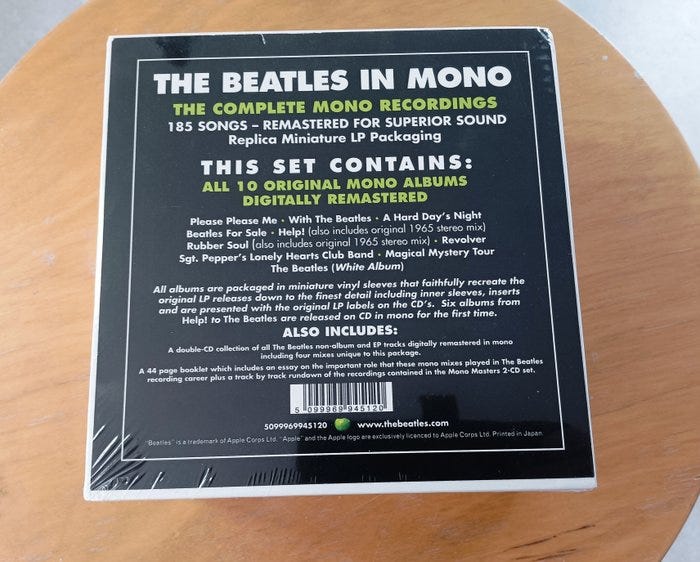 THE BEATLES IN MONO
THE COMPLETE MONO RECORDINGS
185 SONGS – REMASTERED FOR SUPERIOR SOUND
Replica Miniature LP Packaging
THIS SET CONTAINS:
ALL 10 ORIGINAL MONO ALBUMS
DIGITALLY REMASTERED
Please Please Me • With The Beatles • A Hard Day's Night
Beatles For Sale • Help! (also includes original 1965 stereo mix)
Rubber Soul (also includes original 1965 stereo mix) • Revolver
Sgt. Pepper's Lonely Hearts Club Band • Magical Mystery Tour
The Beatles (White Album)
All albums are packaged in miniature vinyl sleeves that faithfully recreate the
original LP releases down to the finest detail including inner sleeves, inserts
and are presented with the original LP labels on the CD's. Six albums from
Help! to The Beatles are released on CD in mono for the first time.
ALSO INCLUDES:
A double-CD collection of all The Beatles non-album and EP tracks digitally remastered in mono
including four mixes unique to this package.
A 44 page booklet which includes an essay on the important role that these mono mixes played in The Beatles
recording career plus a track by track rundown of the recordings contained in the Mono Masters 2-CD set.
5 099969 945120
5099969945120 www.thebeatles.com
"Beatles" is a trademark of Apple Corps Ltd. "Apple" and the Apple logo are exclusively licenced to Apple Corps Ltd. Printed in Japan.